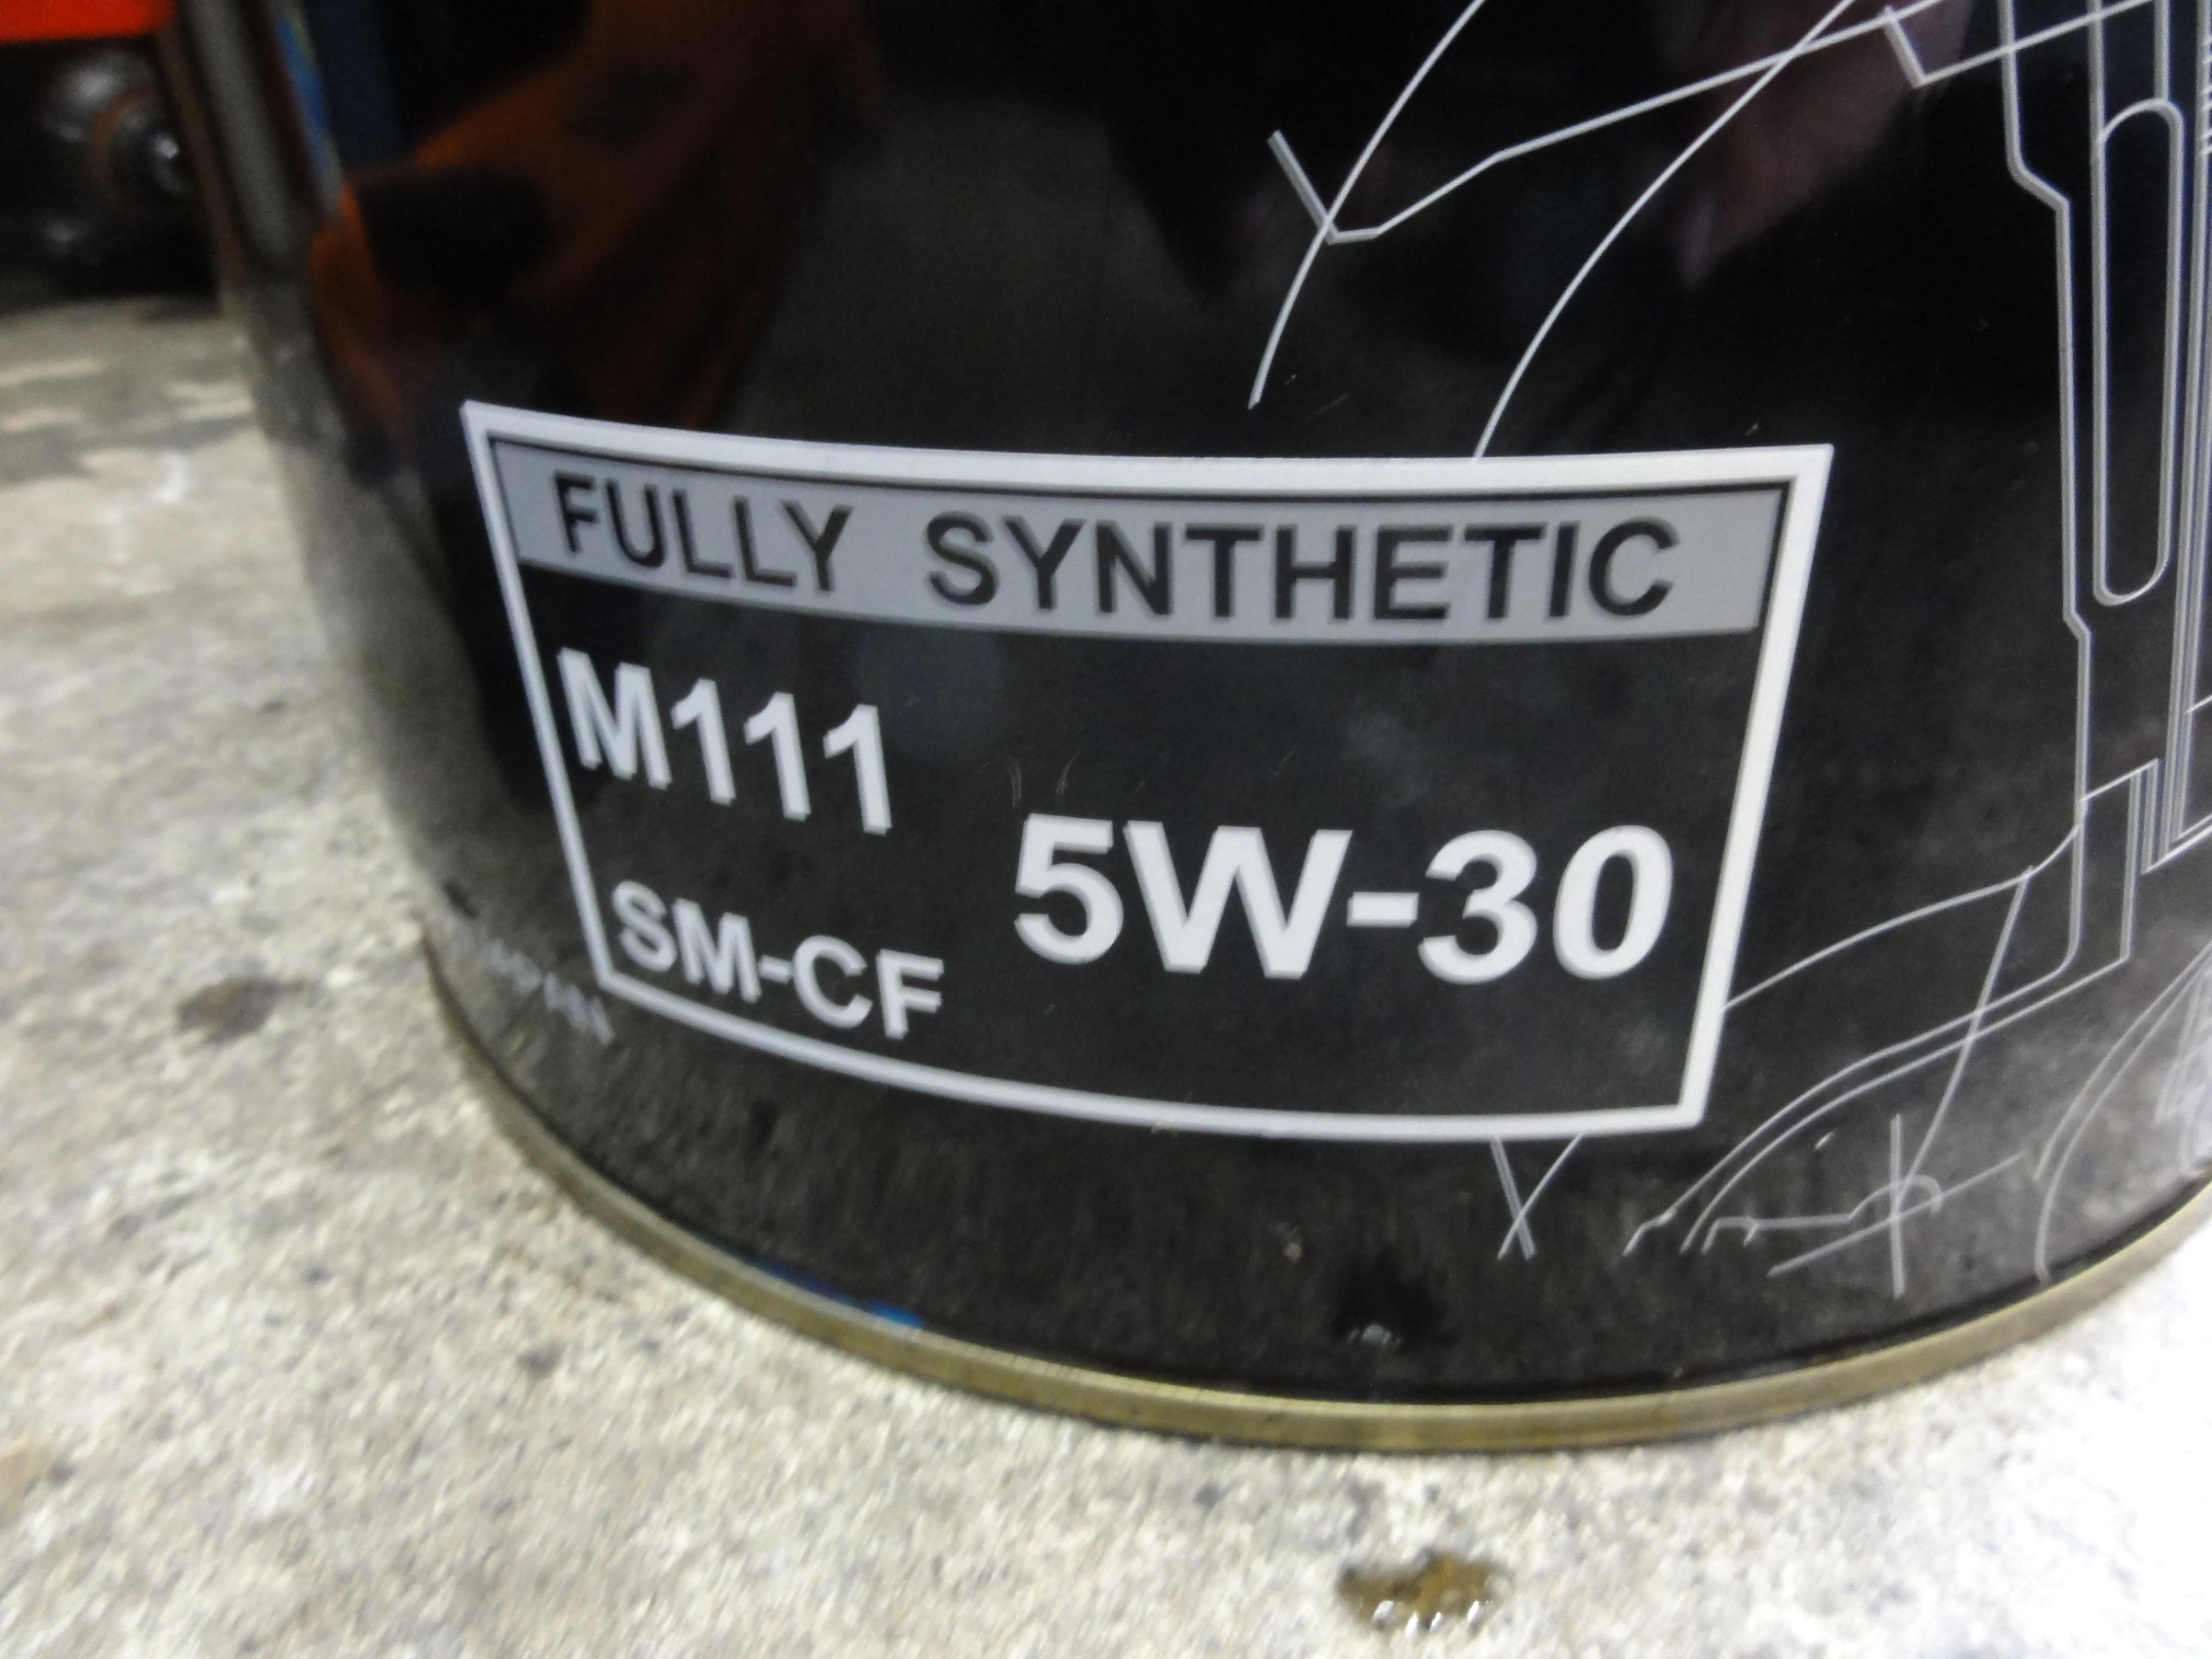 FULLY SYNTHETIC
M111
5W-30
SM-CF